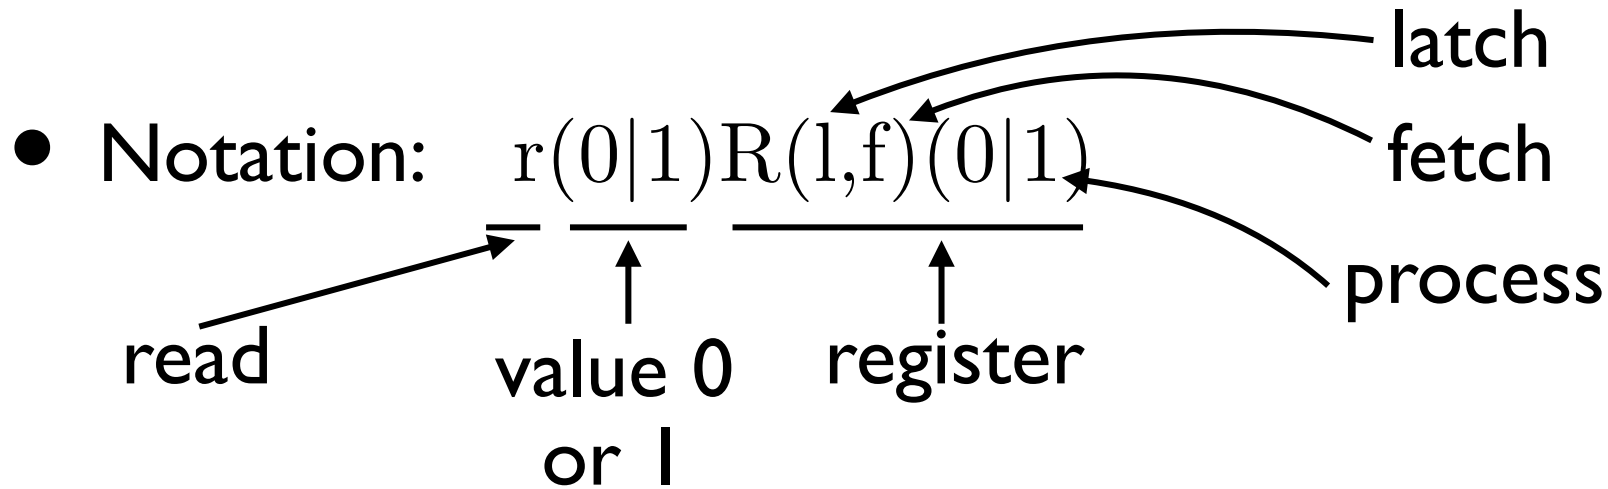 latch
• Notation: r(0|1)R(l,f)(0|1)
fetch
process
read
value 0
or 1
register